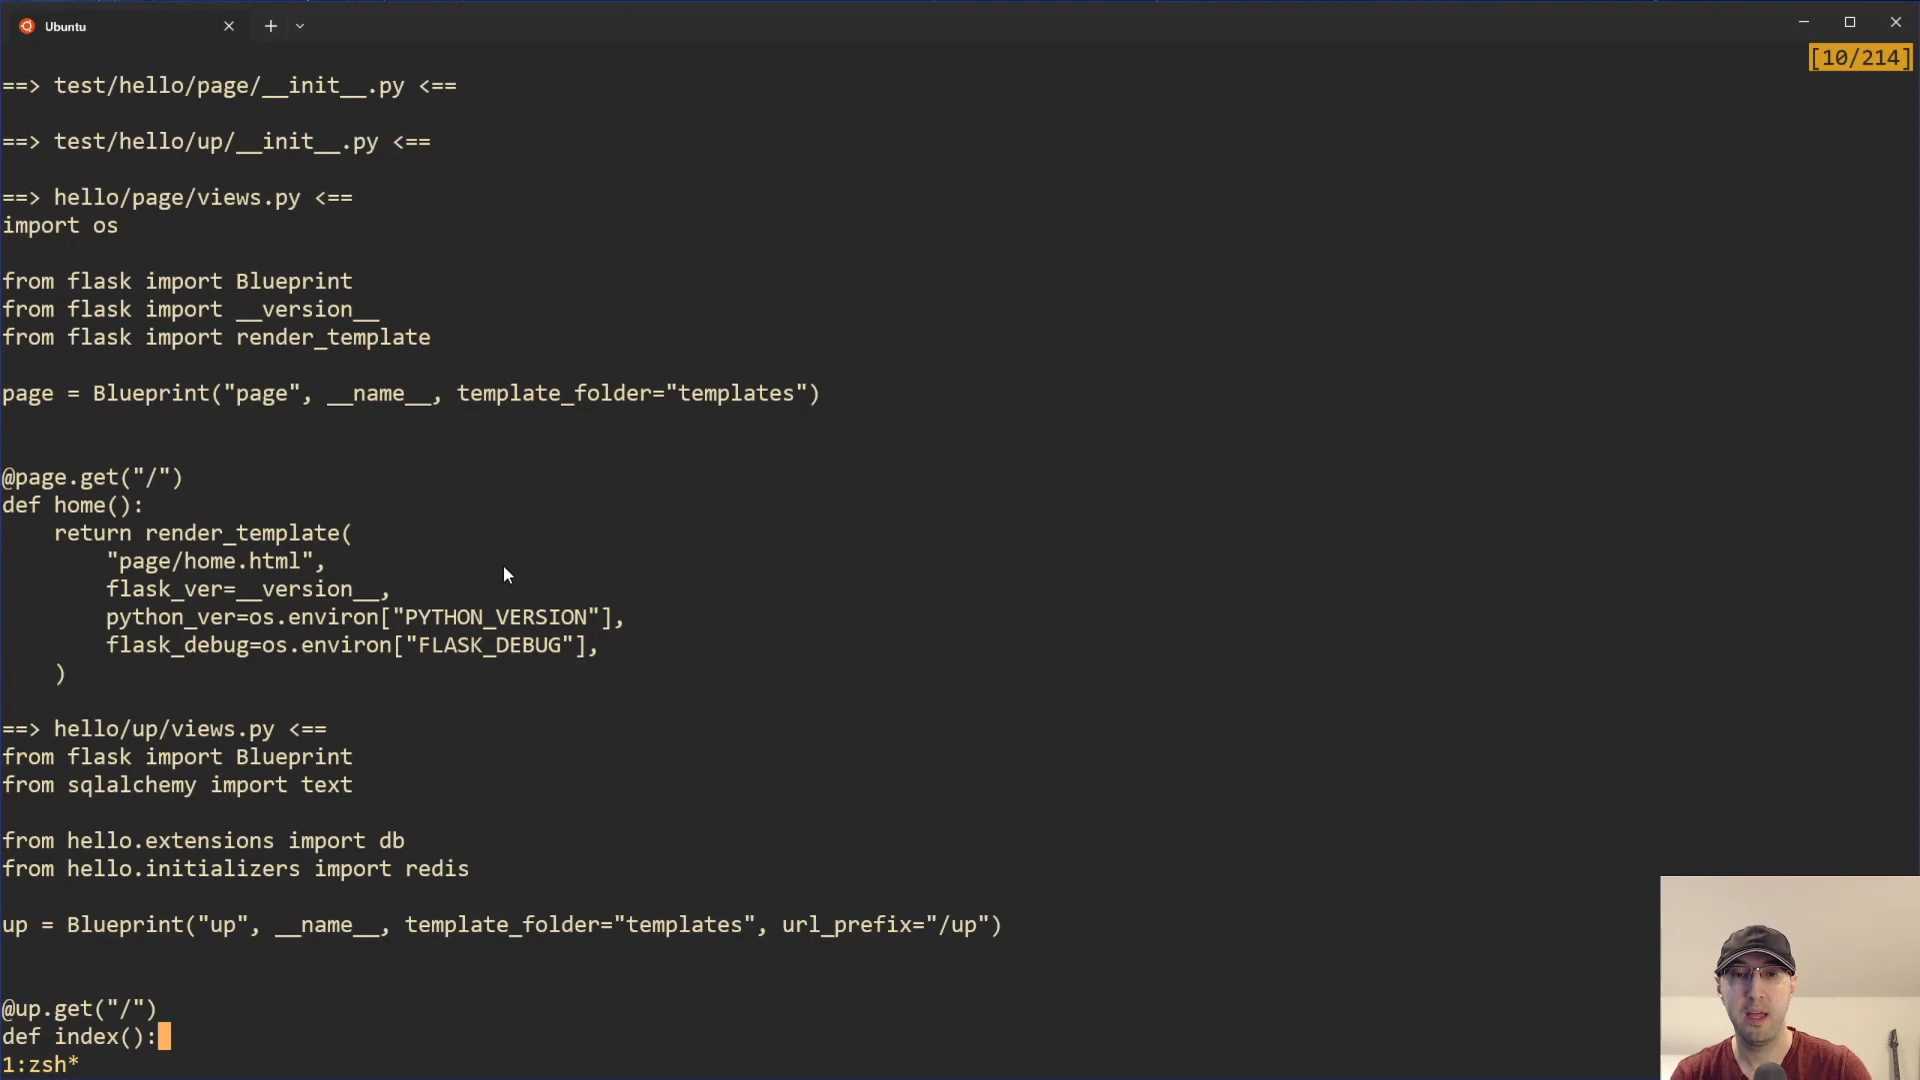 Ubuntu
[10/214]
==> test/hello/page/__init__.py <==
==> test/hello/up/__init__.py <==
==> hello/page/views.py <==
import os
from flask import Blueprint
from flask import __version__
from flask import render_template
page = Blueprint("page", __name__, template_folder="templates")
@page.get("/")
def home():
    return render_template(
        "page/home.html",
        flask_ver=__version__,
        python_ver=os.environ["PYTHON_VERSION"],
        flask_debug=os.environ["FLASK_DEBUG"],
    )
==> hello/up/views.py <==
from flask import Blueprint
from sqlalchemy import text
from hello.extensions import db
from hello.initializers import redis
up = Blueprint("up", __name__, template_folder="templates", url_prefix="/up")
@up.get("/")
def index():
1:zsh*